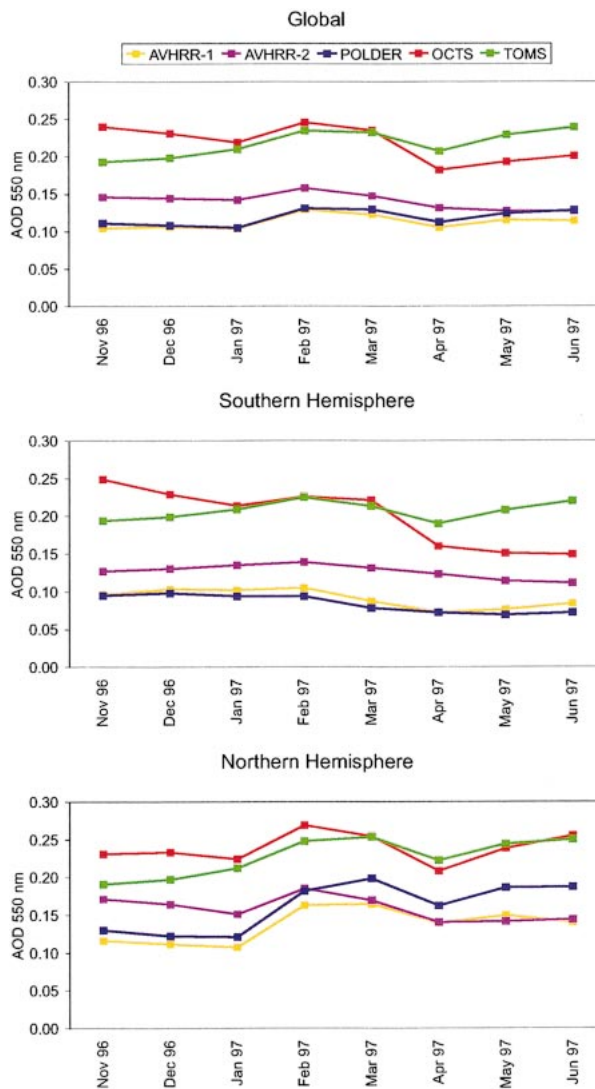 Global
AVHRR-1 AVHRR-2 POLDER OCTS TOMS
AOD 550 nm
0.30
0.25
0.20
0.15
0.10
0.05
0.00
Nov 96
Dec 96
Jan 97
Feb 97
Mar 97
Apr 97
May 97
Jun 97
Southern Hemisphere
AOD 550 nm
0.30
0.25
0.20
0.15
0.10
0.05
0.00
Nov 96
Dec 96
Jan 97
Feb 97
Mar 97
Apr 97
May 97
Jun 97
Northern Hemisphere
AOD 550 nm
0.30
0.25
0.20
0.15
0.10
0.05
0.00
Nov 96
Dec 96
Jan 97
Feb 97
Mar 97
Apr 97
May 97
Jun 97